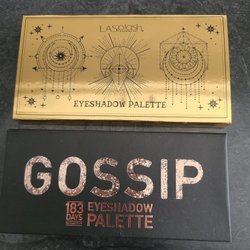 LASplash
EYESHADOW PALETTE
GOSSIP
183 DAYS
EYESHADOW
PALETTE